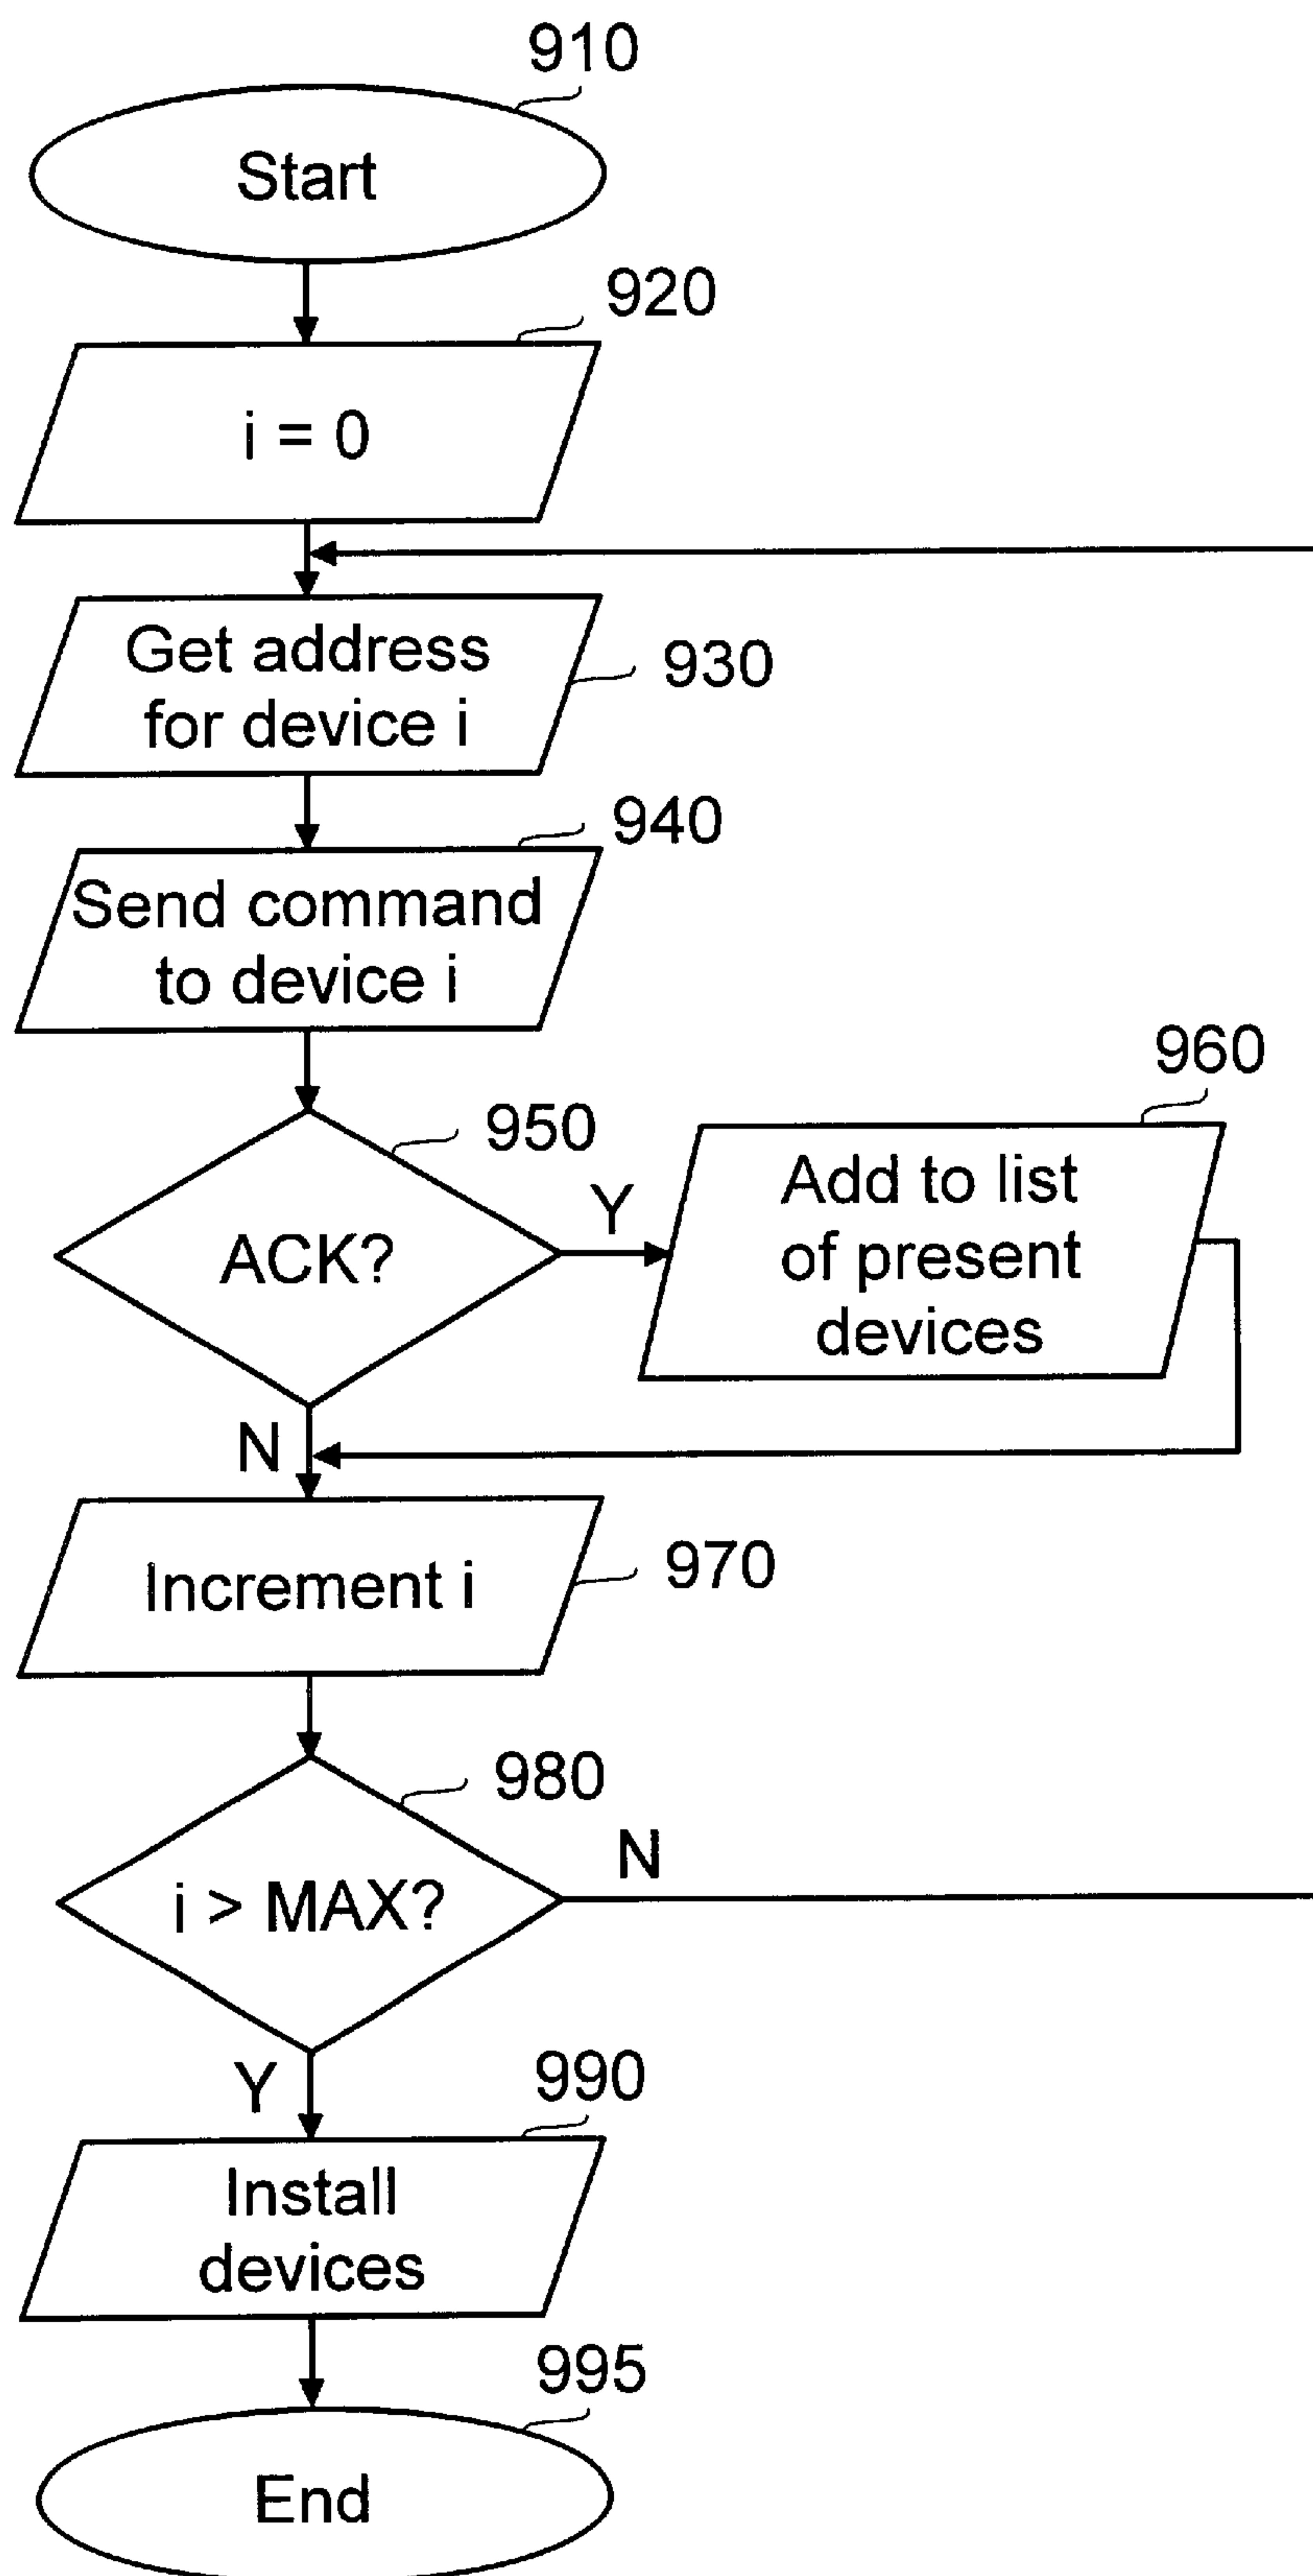 910
Start
920
i = 0
Get address
for device i
930
940
Send command
to device i
960
950
Add to list
of present
devices
Y
ACK?
N
Increment i
970
980
N
i > MAX?
Y
990
Install
devices
995
End